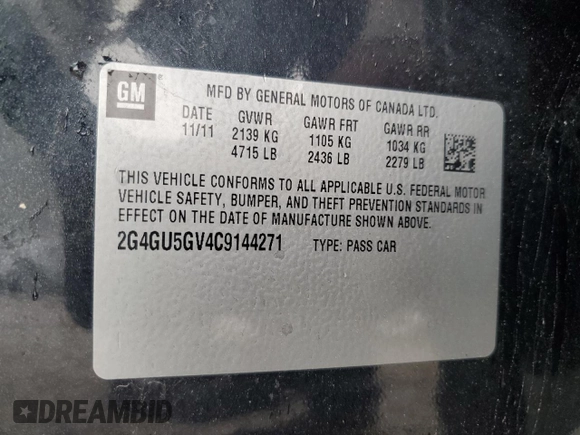 GM
MFD BY GENERAL MOTORS OF CANADA LTD.
DATE GVWR GAWR FRT GAWR RR
11/11 2139 KG 1105 KG 1034 KG
4715 LB 2436 LB 2279 LB
THIS VEHICLE CONFORMS TO ALL APPLICABLE U.S. FEDERAL MOTOR
VEHICLE SAFETY, BUMPER, AND THEFT PREVENTION STANDARDS IN
EFFECT ON THE DATE OF MANUFACTURE SHOWN ABOVE.
2G4GU5GV4C9144271 TYPE: PASS CAR
DREAMBID